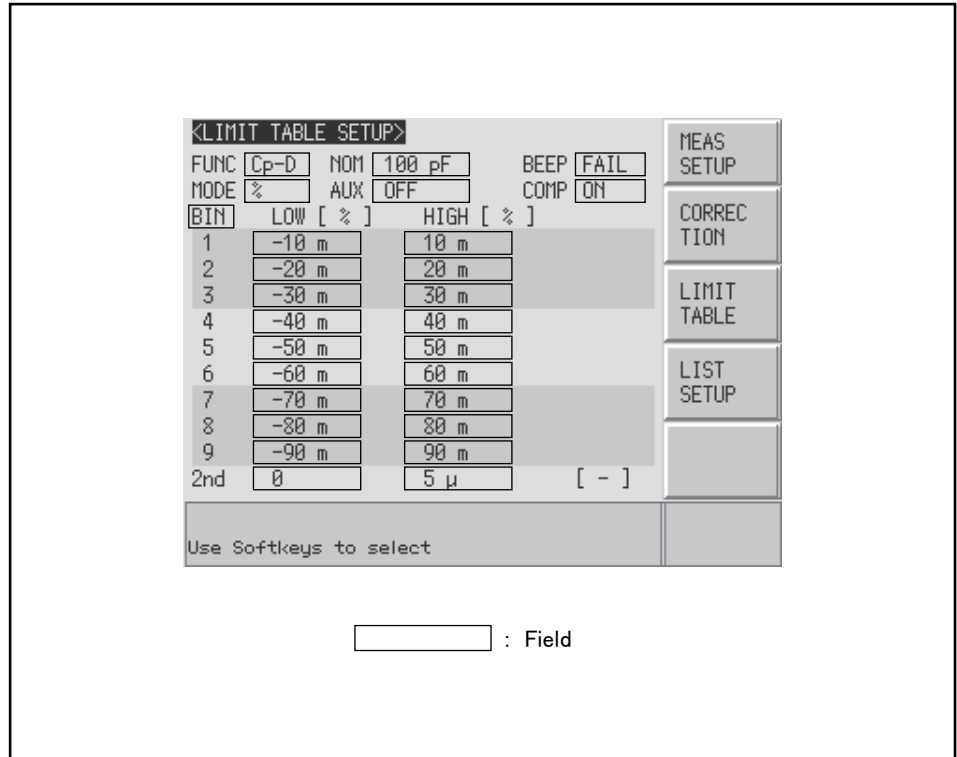 <LIMIT TABLE SETUP>
FUNC Cp-D NOM 100 pF BEEP FAIL
MODE % AUX OFF COMP ON
BIN LOW [ % ] HIGH [ % ]
1 -10 m 10 m
2 -20 m 20 m
3 -30 m 30 m
4 -40 m 40 m
5 -50 m 50 m
6 -60 m 60 m
7 -70 m 70 m
8 -80 m 80 m
9 -90 m 90 m
2nd 0 5 µ [ - ]
Use Softkeys to select
MEAS
SETUP
CORREC
TION
LIMIT
TABLE
LIST
SETUP
: Field